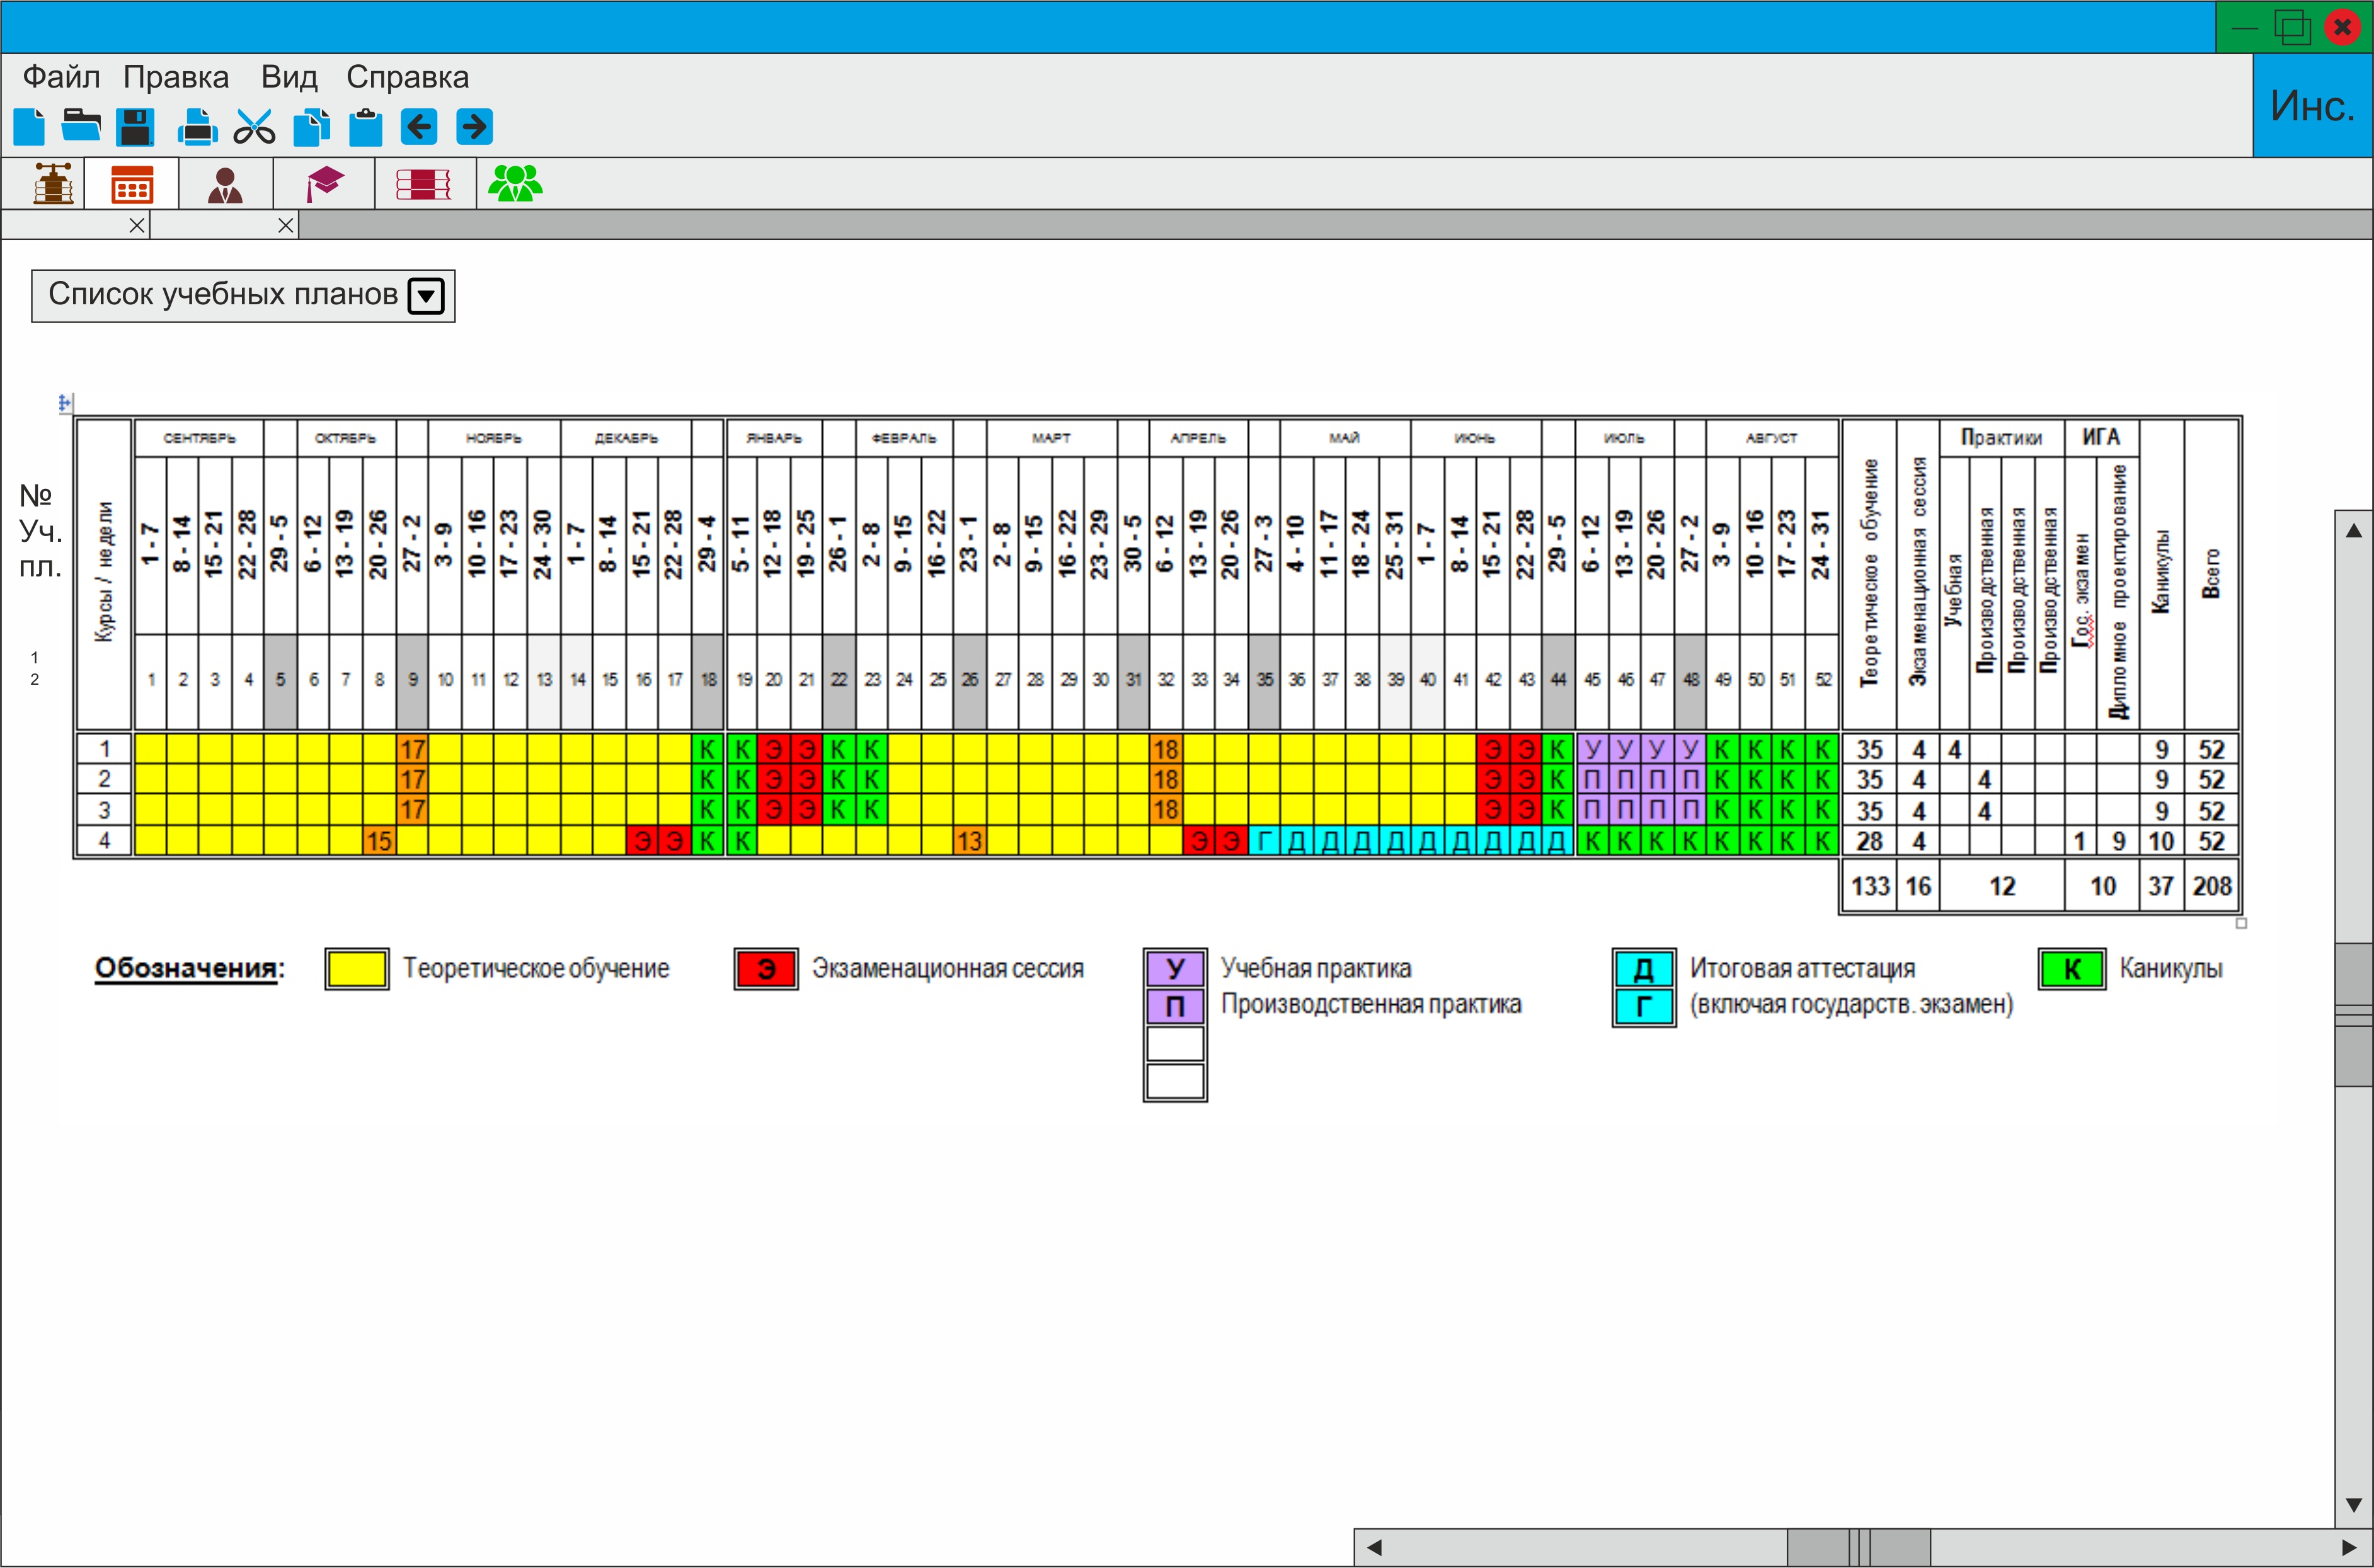 Файл Правка Вид Справка
Инс.
Список учебных планов
№
Уч.
пл.
1
2
Курсы / недели
СЕНТЯБРЬ ОКТЯБРЬ НОЯБРЬ ДЕКАБРЬ ЯНВАРЬ ФЕВРАЛЬ МАРТ АПРЕЛЬ МАЙ ИЮНЬ ИЮЛЬ АВГУСТ Практики ИГА
1 - 7 8 - 14 15 - 21 22 - 28 29 - 5 6 - 12 13 - 19 20 - 26 27 - 2 3 - 9 10 - 16 17 - 23 24 - 30 1 - 7 8 - 14 15 - 21 22 - 28 29 - 4 5 - 11 12 - 18 19 - 25 26 - 1 2 - 8 9 - 15 16 - 22 23 - 1 2 - 8 9 - 15 16 - 22 23 - 29 30 - 5 6 - 12 13 - 19 20 - 26 27 - 3 4 - 10 11 - 17 18 - 24 25 - 31 1 - 7 8 - 14 15 - 21 22 - 28 29 - 5 6 - 12 13 - 19 20 - 26 27 - 2 3 - 9 10 - 16 17 - 23 24 - 31
Теоретическое обучение
Экзаменационная сессия
Учебная
Производственная
Производственная
Производственная
Гос. экзамен
Дипломное проектирование
Каникулы
Всего
1 2 3 4 5 6 7 8 9 10 11 12 13 14 15 16 17 18 19 20 21 22 23 24 25 26 27 28 29 30 31 32 33 34 35 36 37 38 39 40 41 42 43 44 45 46 47 48 49 50 51 52
1 17 К К Э Э К К 18 Э Э К У У У У К К К К 35 4 4 9 52
2 17 К К Э Э К К 18 Э Э К П П П П К К К К 35 4 4 9 52
3 17 К К Э Э К К 18 Э Э К П П П П К К К К 35 4 4 9 52
4 15 Э Э К К 13 Э Э Г Д Д Д Д Д Д Д Д Д К К К К К К К К 28 4 1 9 10 52
133 16 12 10 37 208
Обозначения: Теоретическое обучение Э Экзаменационная сессия У Учебная практика Д Итоговая аттестация К Каникулы
П Производственная практика Г (включая государств. экзамен)